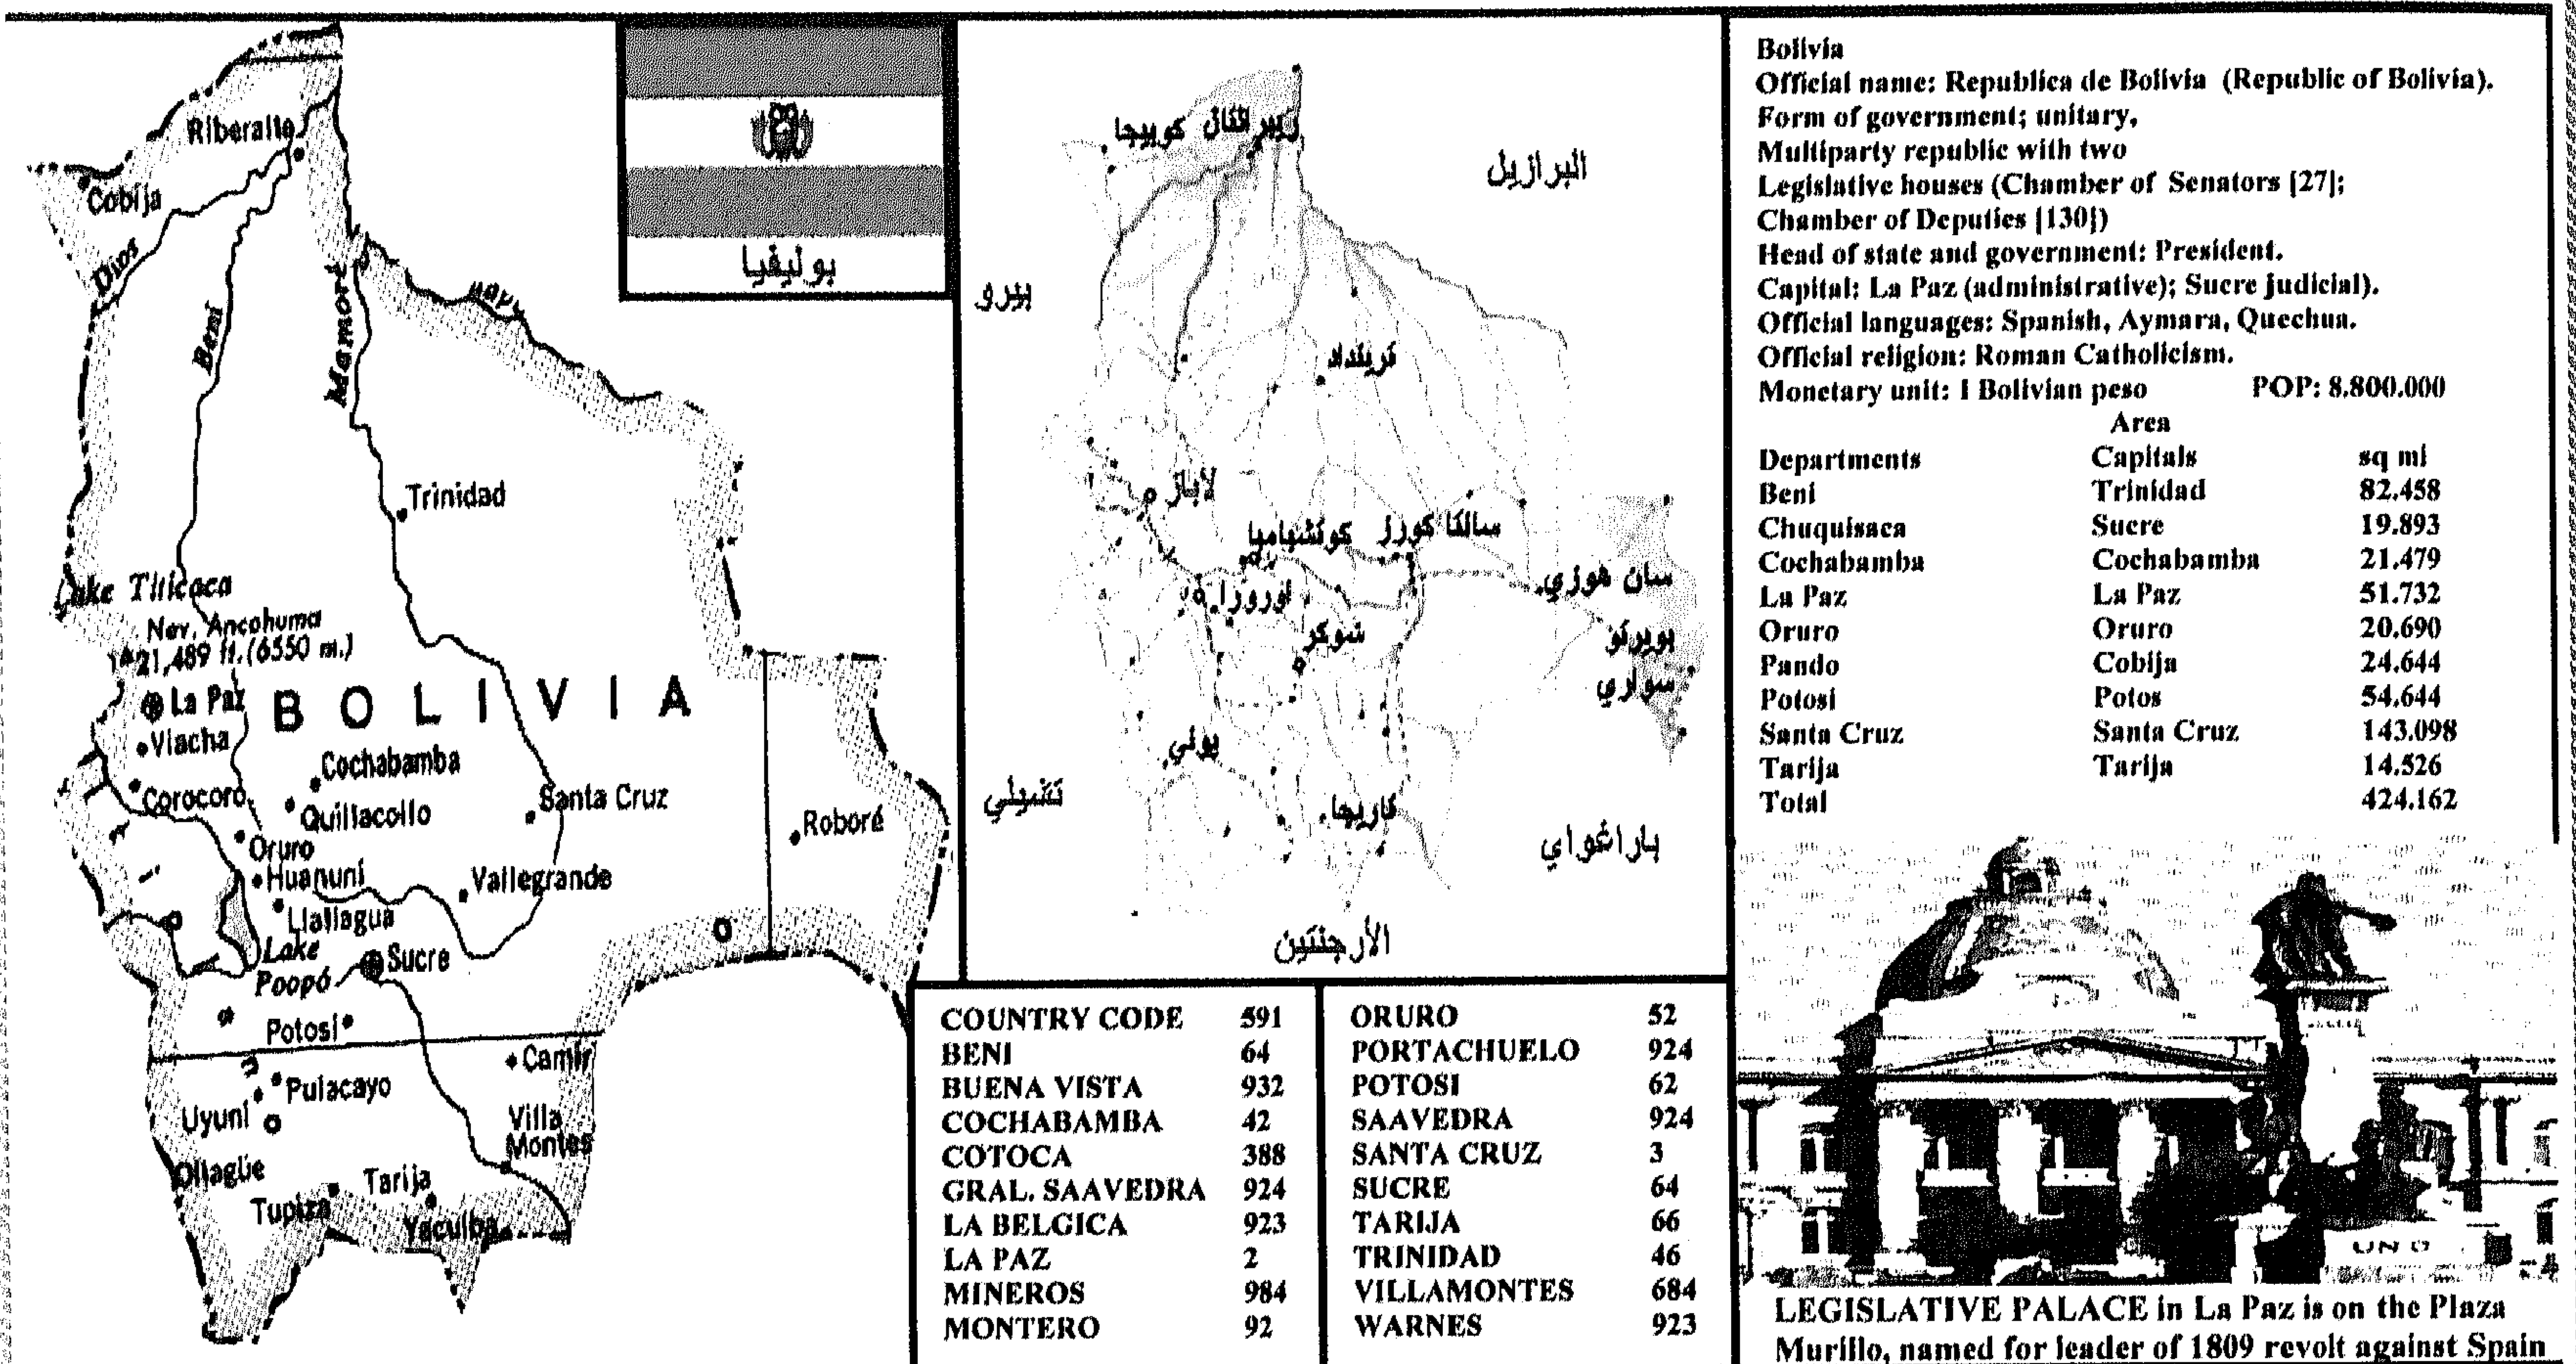 Riberalta
Cobija
Dios
Beni
Mamoré
Trinidad
Lake Titicaca
Nev. Ancohuma
21,489 ft.(6550 m.)
La Paz
BOLIVIA
Viacha
Cochabamba
Corocoro
Quillacollo
Santa Cruz
Roboré
Oruro
Huanuni
Vallegrande
Llallagua
Lake
Poopó
Sucre
Potosí
Camiri
Pulacayo
Uyuni
Villa
Montes
Ollagüe
Tarija
Tupiza
Yacuiba
بوليفيا
كوبيجا
البرازيل
بيرو
ترينداد
لاباز
كوتشبامبا
سانتا كروز
سان هوزي
اوروزا
شوكر
بويرتو
سواري
يوني
تشيلي
تاريجا
باراغواي
الأرجنتين
COUNTRY CODE 591
BENI 64
BUENA VISTA 932
COCHABAMBA 42
COTOCA 388
GRAL. SAAVEDRA 924
LA BELGICA 923
LA PAZ 2
MINEROS 984
MONTERO 92
ORURO 52
PORTACHUELO 924
POTOSI 62
SAAVEDRA 924
SANTA CRUZ 3
SUCRE 64
TARIJA 66
TRINIDAD 46
VILLAMONTES 684
WARNES 923
Bolivia
Official name: Republica de Bolivia (Republic of Bolivia).
Form of government; unitary,
Multiparty republic with two
Legislative houses (Chamber of Senators [27];
Chamber of Deputies [130])
Head of state and government: President.
Capital: La Paz (administrative); Sucre judicial).
Official languages: Spanish, Aymara, Quechua.
Official religion: Roman Catholicism.
Monetary unit: I Bolivian peso POP: 8.800.000
Area
Departments Capitals sq mi
Beni Trinidad 82.458
Chuquisaca Sucre 19.893
Cochabamba Cochabamba 21.479
La Paz La Paz 51.732
Oruro Oruro 20.690
Pando Cobija 24.644
Potosi Potos 54.644
Santa Cruz Santa Cruz 143.098
Tarija Tarija 14.526
Total 424.162
LEGISLATIVE PALACE in La Paz is on the Plaza
Murillo, named for leader of 1809 revolt against Spain